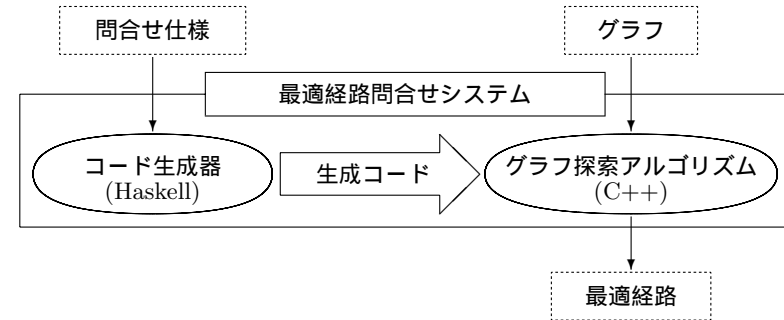 問合せ仕様
グラフ
最適経路問合せシステム
コード生成器
(Haskell)
生成コード
グラフ探索アルゴリズム
(C++)
最適経路